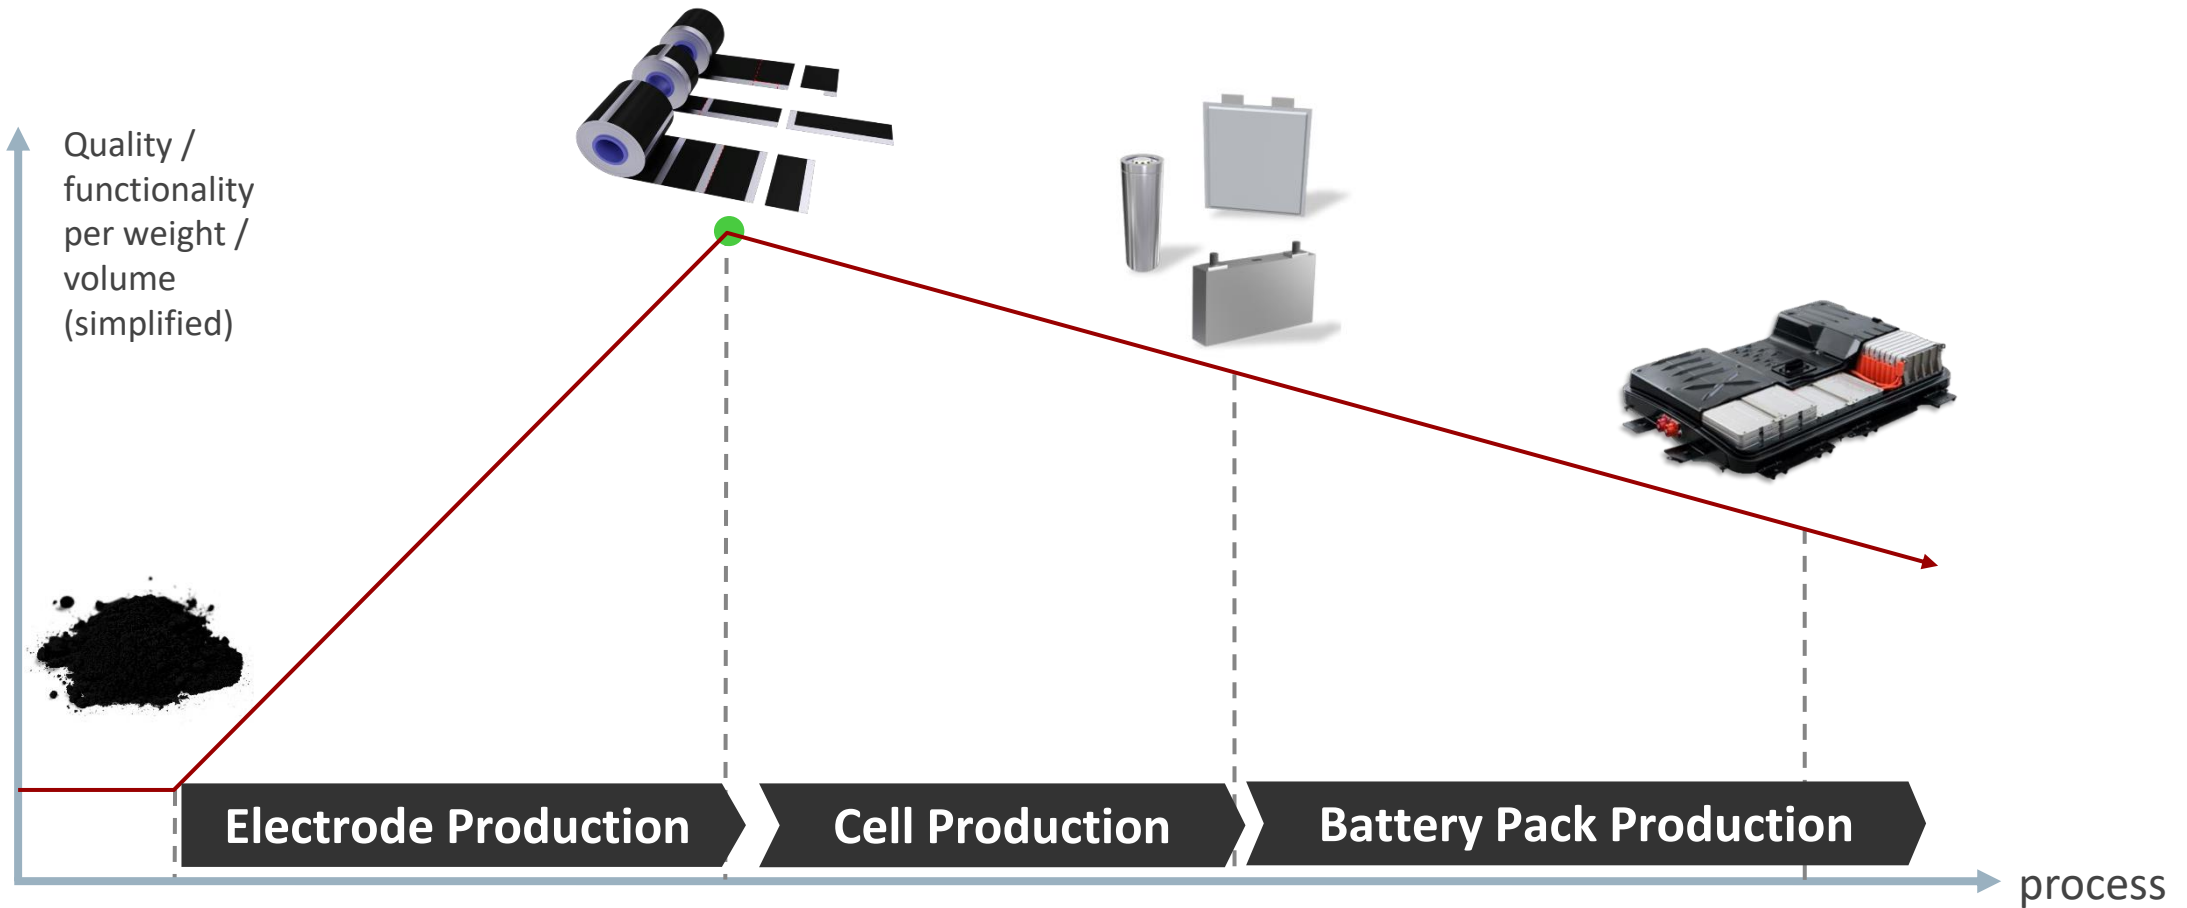 Quality /
functionality
per weight /
volume
(simplified)
Electrode Production
Cell Production
Battery Pack Production
process